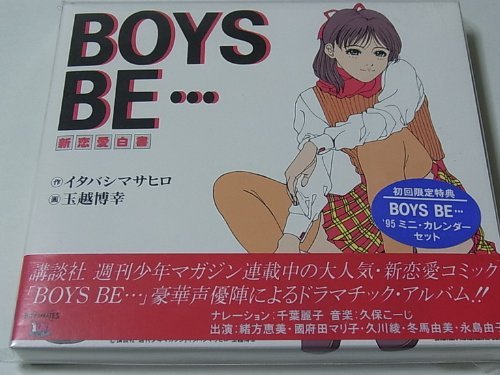 BOYS
BE…
新恋愛白書
作 イタバシマサヒロ
画 玉越博幸
初回限定特典
BOYS BE…
'95 ミニ・カレンダー
セット
講談社 週刊少年マガジン連載中の大人気・新恋愛コミック
「BOYS BE…」豪華声優陣によるドラマチック・アルバム!!
ナレーション:千葉麗子 音楽:久保こーじ
出演:緒方恵美・國府田マリ子・久川綾・冬馬由美・永島由子